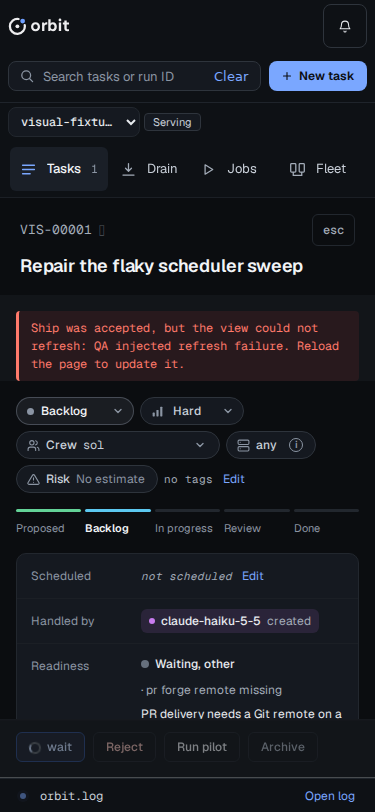 orbit
Search tasks or run ID
Clear
+ New task
visual-fixtu…
Serving
Tasks 1
Drain
Jobs
Fleet
VIS-00001
esc
Repair the flaky scheduler sweep
Ship was accepted, but the view could not
refresh: QA injected refresh failure. Reload
the page to update it.
Backlog
Hard
Crew sol
any
Risk No estimate
no tags
Edit
Proposed
Backlog
In progress
Review
Done
Scheduled
not scheduled Edit
Handled by
claude-haiku-5-5 created
Readiness
Waiting, other
· pr forge remote missing
PR delivery needs a Git remote on a
wait
Reject
Run pilot
Archive
orbit.log
Open log